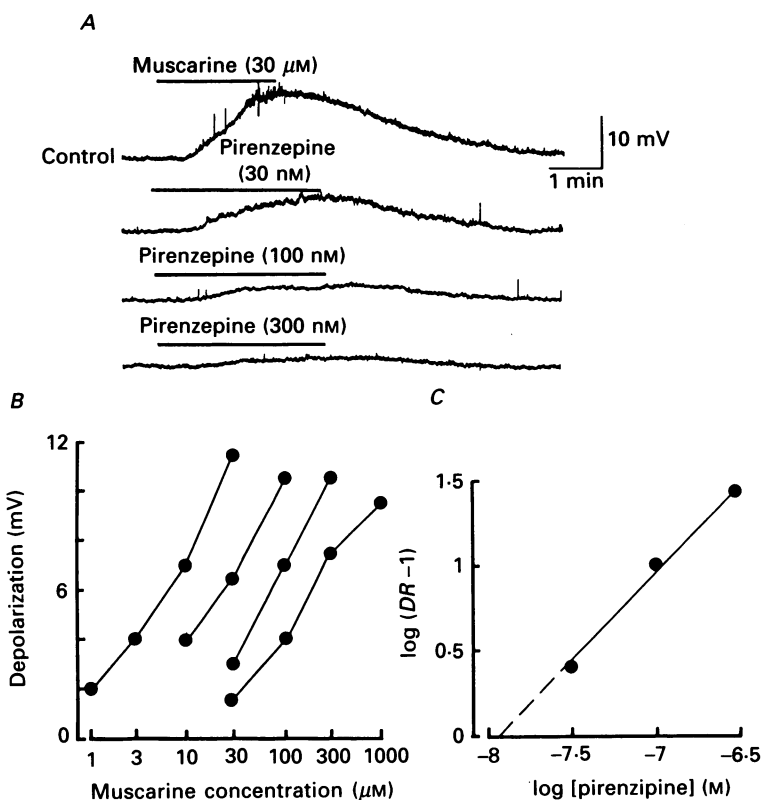 A
Muscarine (30 μM)
10 mV
1 min
Control
Pirenzepine
(30 nM)
Pirenzepine (100 nM)
Pirenzepine (300 nM)
B
12
6
0
Depolarization (mV)
1 3 10 30 100 300 1000
Muscarine concentration (μM)
C
1·5
1
0·5
0
log (DR–1)
–8 –7·5 –7 –6·5
log [pirenzipine] (M)